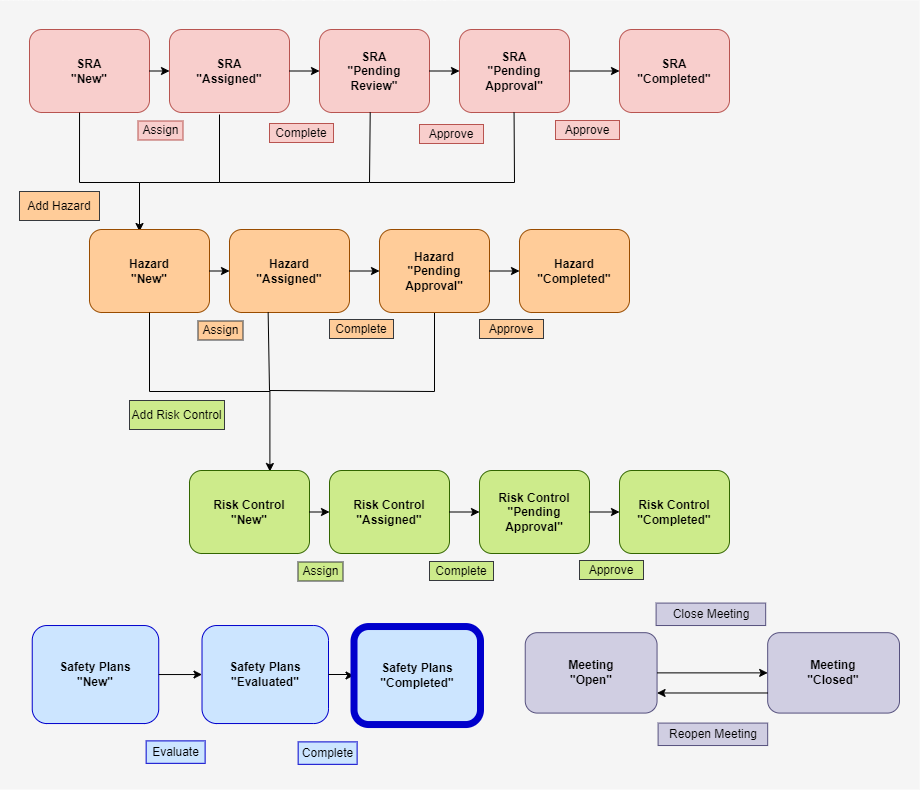 SRA
"New"
SRA
"Assigned"
SRA
"Pending
Review"
SRA
"Pending
Approval"
SRA
"Completed"
Assign
Complete
Approve
Approve
Add Hazard
Hazard
"New"
Hazard
"Assigned"
Hazard
"Pending
Approval"
Hazard
"Completed"
Assign
Complete
Approve
Add Risk Control
Risk Control
"New"
Risk Control
"Assigned"
Risk Control
"Pending
Approval"
Risk Control
"Completed"
Assign
Complete
Approve
Safety Plans
"New"
Safety Plans
"Evaluated"
Safety Plans
"Completed"
Evaluate
Complete
Close Meeting
Meeting
"Open"
Meeting
"Closed"
Reopen Meeting